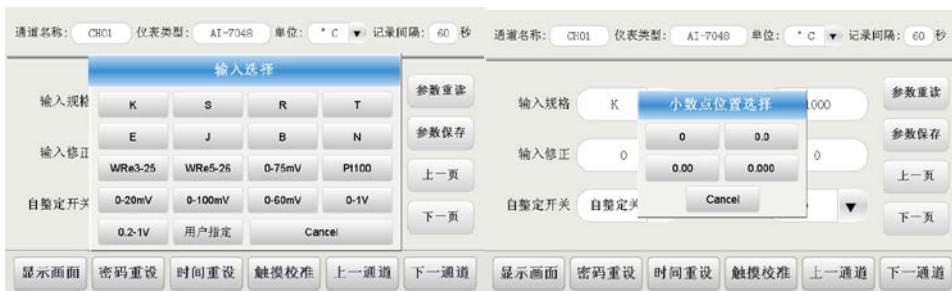 通道名称: CH01 仪表类型: AI-7048 单位: °C ▼ 记录间隔: 60 秒
输入选择
输入规格
K S R T
参数重读
E J B N
参数保存
输入修正
WRe3-25 WRe5-26 0-75mV Pt100
上一页
自整定开关
0-20mV 0-100mV 0-60mV 0-1V
下一页
0.2-1V 用户指定 Cancel
显示画面 密码重设 时间重设 触摸校准 上一通道 下一通道
通道名称: CH01 仪表类型: AI-7048 单位: °C ▼ 记录间隔: 60 秒
参数重读
输入规格 K 小数点位置选择 1000
0 0.0
参数保存
输入修正 0 0.00 0.000 0
上一页
自整定开关 自整定关 Cancel ▼
下一页
显示画面 密码重设 时间重设 触摸校准 上一通道 下一通道